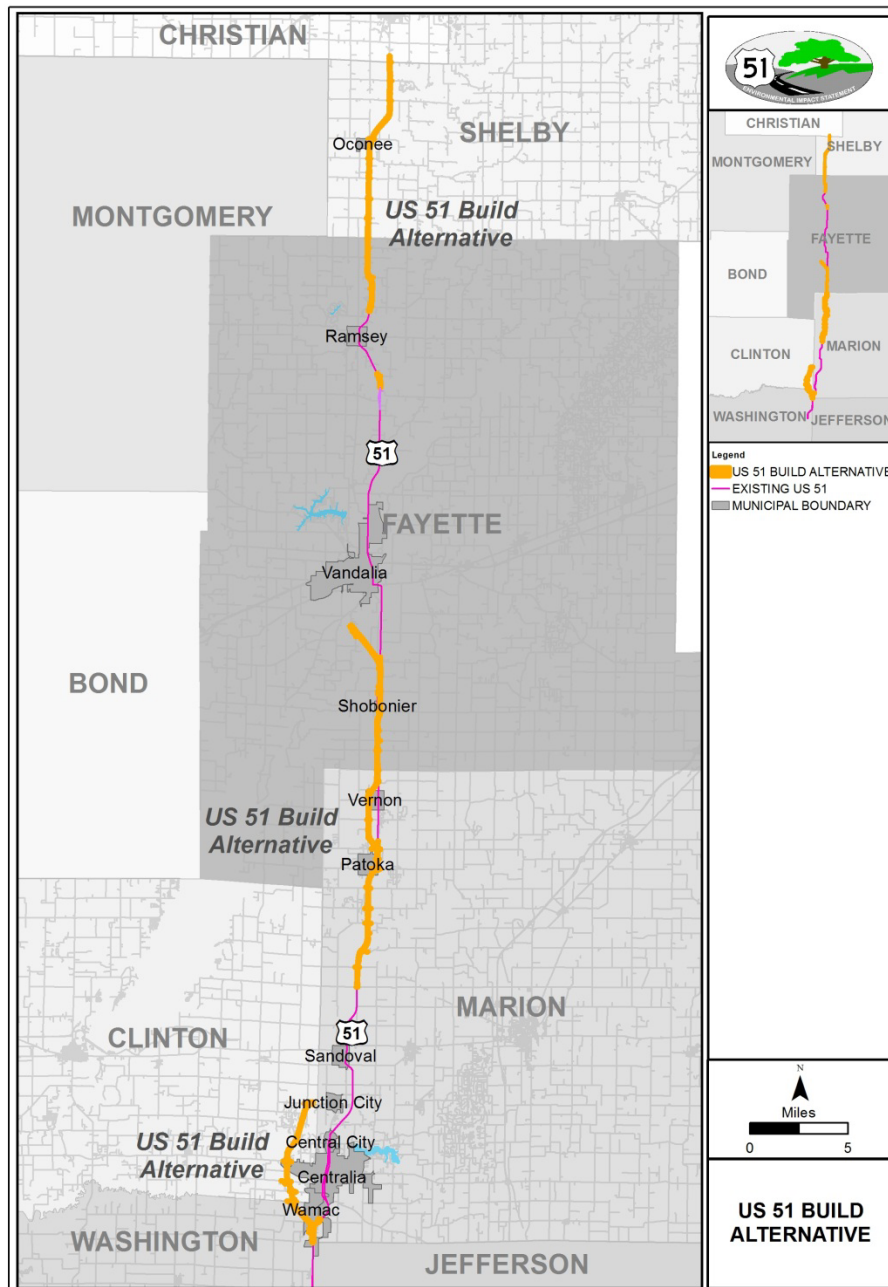 CHRISTIAN
SHELBY
Oconee
MONTGOMERY
US 51 Build
Alternative
Ramsey
51
FAYETTE
Vandalia
BOND
Shobonier
Vernon
US 51 Build
Alternative
Patoka
MARION
CLINTON
51
Sandoval
Junction City
US 51 Build
Alternative
Central City
Centralia
Wamac
WASHINGTON
JEFFERSON
51
ENVIRONMENTAL IMPACT STATEMENT
CHRISTIAN
SHELBY
MONTGOMERY
FAYETTE
BOND
MARION
CLINTON
WASHINGTON
JEFFERSON
Legend
US 51 BUILD ALTERNATIVE
EXISTING US 51
MUNICIPAL BOUNDARY
N
Miles
0 5
US 51 BUILD
ALTERNATIVE